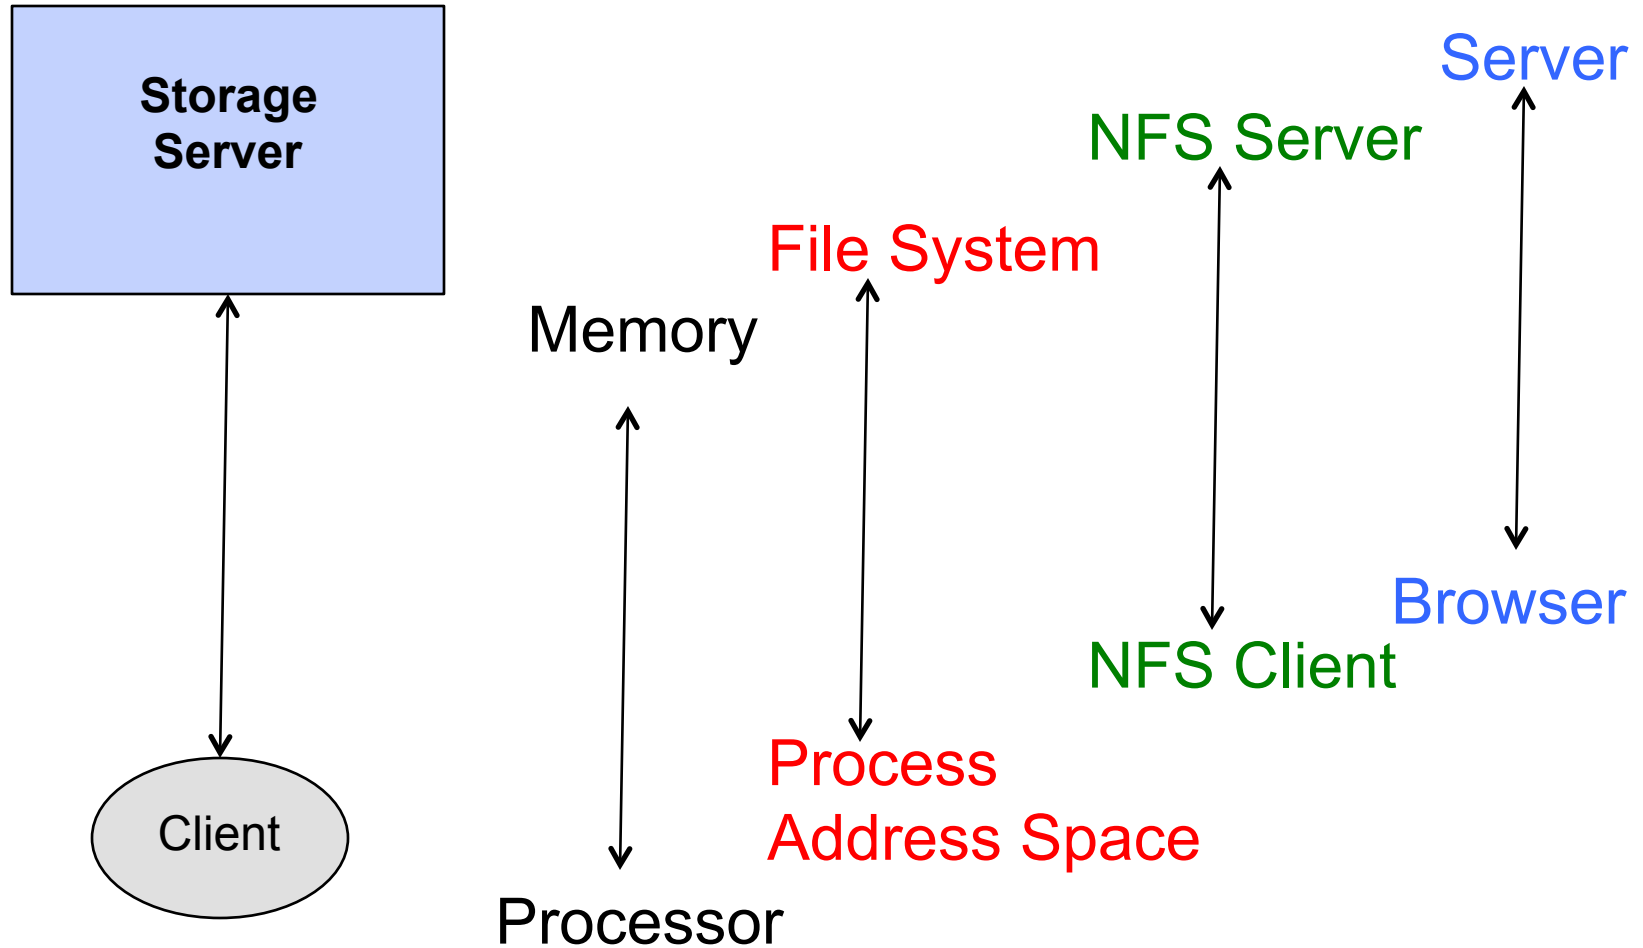 Storage
Server
Client
Memory
Processor
File System
Process
Address Space
NFS Server
NFS Client
Server
Browser